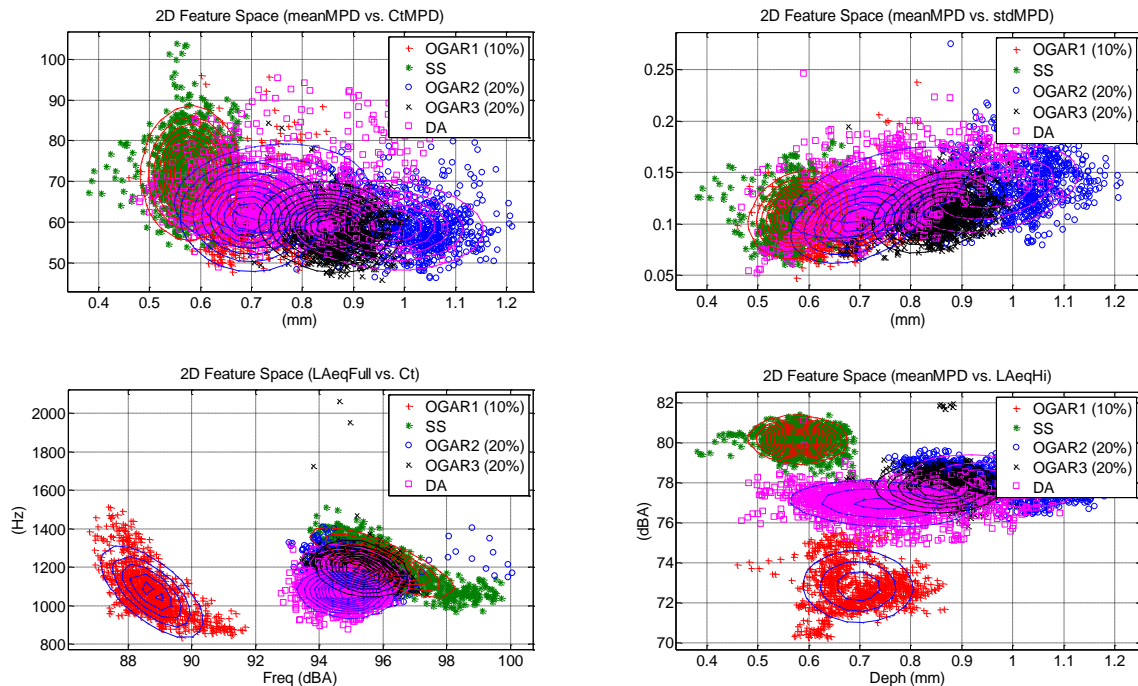 2D Feature Space (meanMPD vs. CtMPD)
100
90
80
70
60
50
0.4 0.5 0.6 0.7 0.8 0.9 1 1.1 1.2
(mm)
OGAR1 (10%)
SS
OGAR2 (20%)
OGAR3 (20%)
DA
2D Feature Space (meanMPD vs. stdMPD)
0.25
0.2
0.15
0.1
0.05
0.4 0.5 0.6 0.7 0.8 0.9 1 1.1 1.2
(mm)
OGAR1 (10%)
SS
OGAR2 (20%)
OGAR3 (20%)
DA
2D Feature Space (LAeqFull vs. Ct)
(Hz)
2000
1800
1600
1400
1200
1000
800
88 90 92 94 96 98 100
Freq (dBA)
OGAR1 (10%)
SS
OGAR2 (20%)
OGAR3 (20%)
DA
2D Feature Space (meanMPD vs. LAeqHi)
(dBA)
82
80
78
76
74
72
70
0.4 0.5 0.6 0.7 0.8 0.9 1 1.1 1.2
Deph (mm)
OGAR1 (10%)
SS
OGAR2 (20%)
OGAR3 (20%)
DA